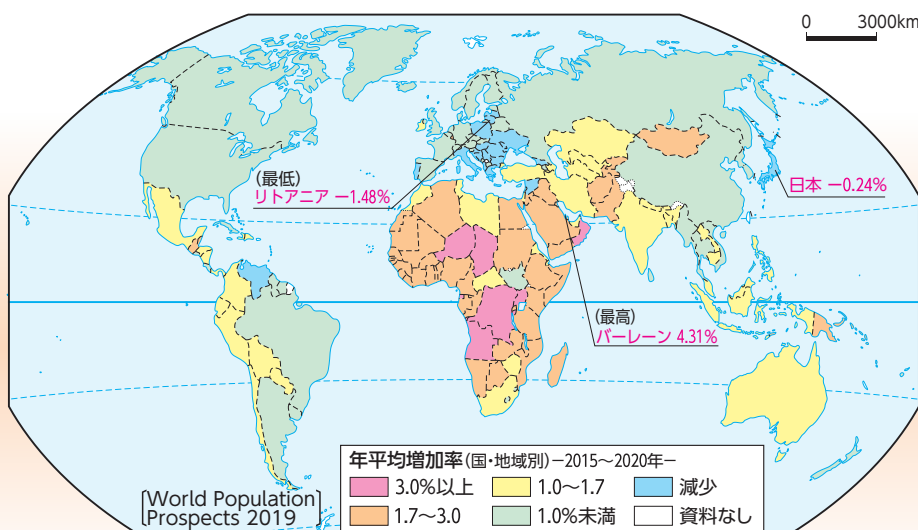 0 3000km
(最低)
リトアニア −1.48%
日本 −0.24%
(最高)
バーレーン 4.31%
年平均増加率(国・地域別)−2015〜2020年−
3.0%以上 1.0〜1.7 減少
1.7〜3.0 1.0%未満 資料なし
[World Population
Prospects 2019]